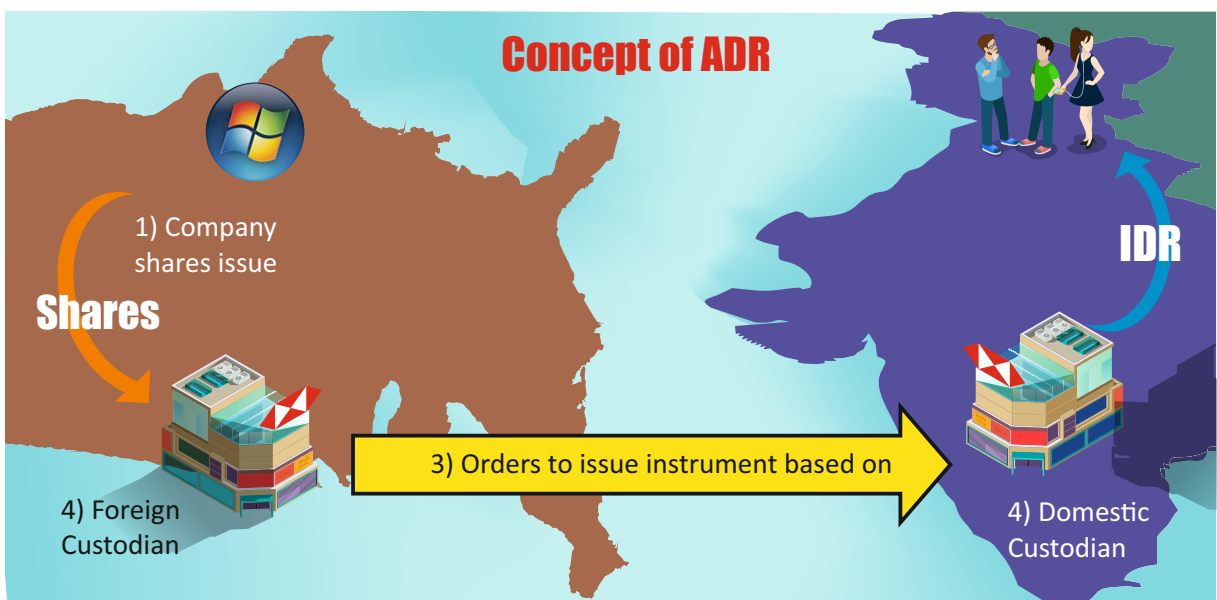 Concept of ADR
1) Company
shares issue
Shares
IDR
3) Orders to issue instrument based on
4) Foreign
Custodian
4) Domestic
Custodian